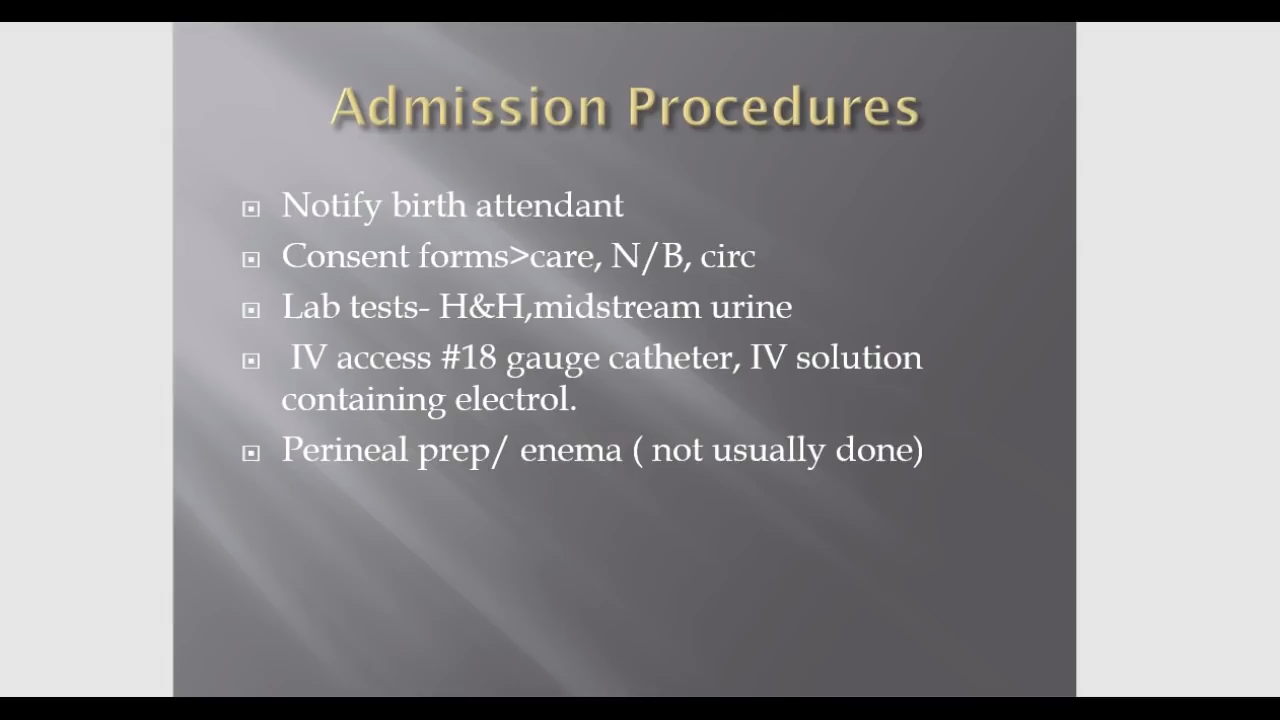 Admission Procedures
Notify birth attendant
Consent forms>care, N/B, circ
Lab tests- H&H,midstream urine
IV access #18 gauge catheter, IV solution
containing electrol.
Perineal prep/ enema ( not usually done)